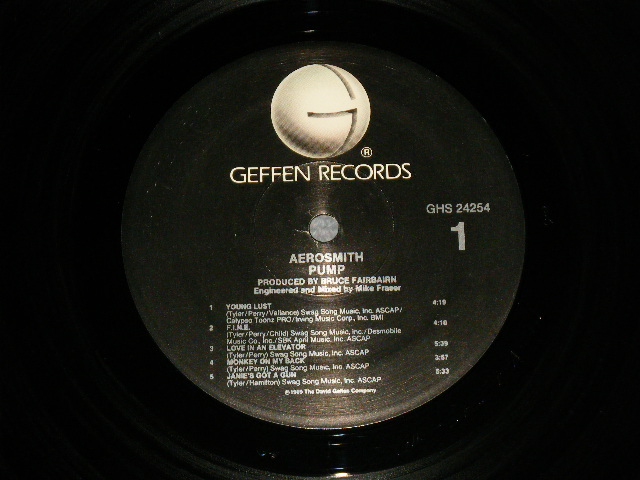 G
®
GEFFEN RECORDS
GHS 24254
1
AEROSMITH
PUMP
PRODUCED BY BRUCE FAIRBAIRN
Engineered and Mixed by Mike Fraser
1 YOUNG LUST 4:19
(Tyler/Perry/Vallance) Swag Song Music, Inc. ASCAP/
Calypso Toonz PRO/Irving Music Corp., Inc. BMI
2 F.I.N.E. 4:10
(Tyler/Perry/Child) Swag Song Music, Inc./Desmobile
Music Co., Inc./SBK April Music, Inc. ASCAP
3 LOVE IN AN ELEVATOR 5:39
(Tyler/Perry) Swag Song Music, Inc. ASCAP
4 MONKEY ON MY BACK 3:57
(Tyler/Perry) Swag Song Music, Inc. ASCAP
5 JANIE'S GOT A GUN 5:33
(Tyler/Hamilton) Swag Song Music, Inc. ASCAP
©1989 The David Geffen Company